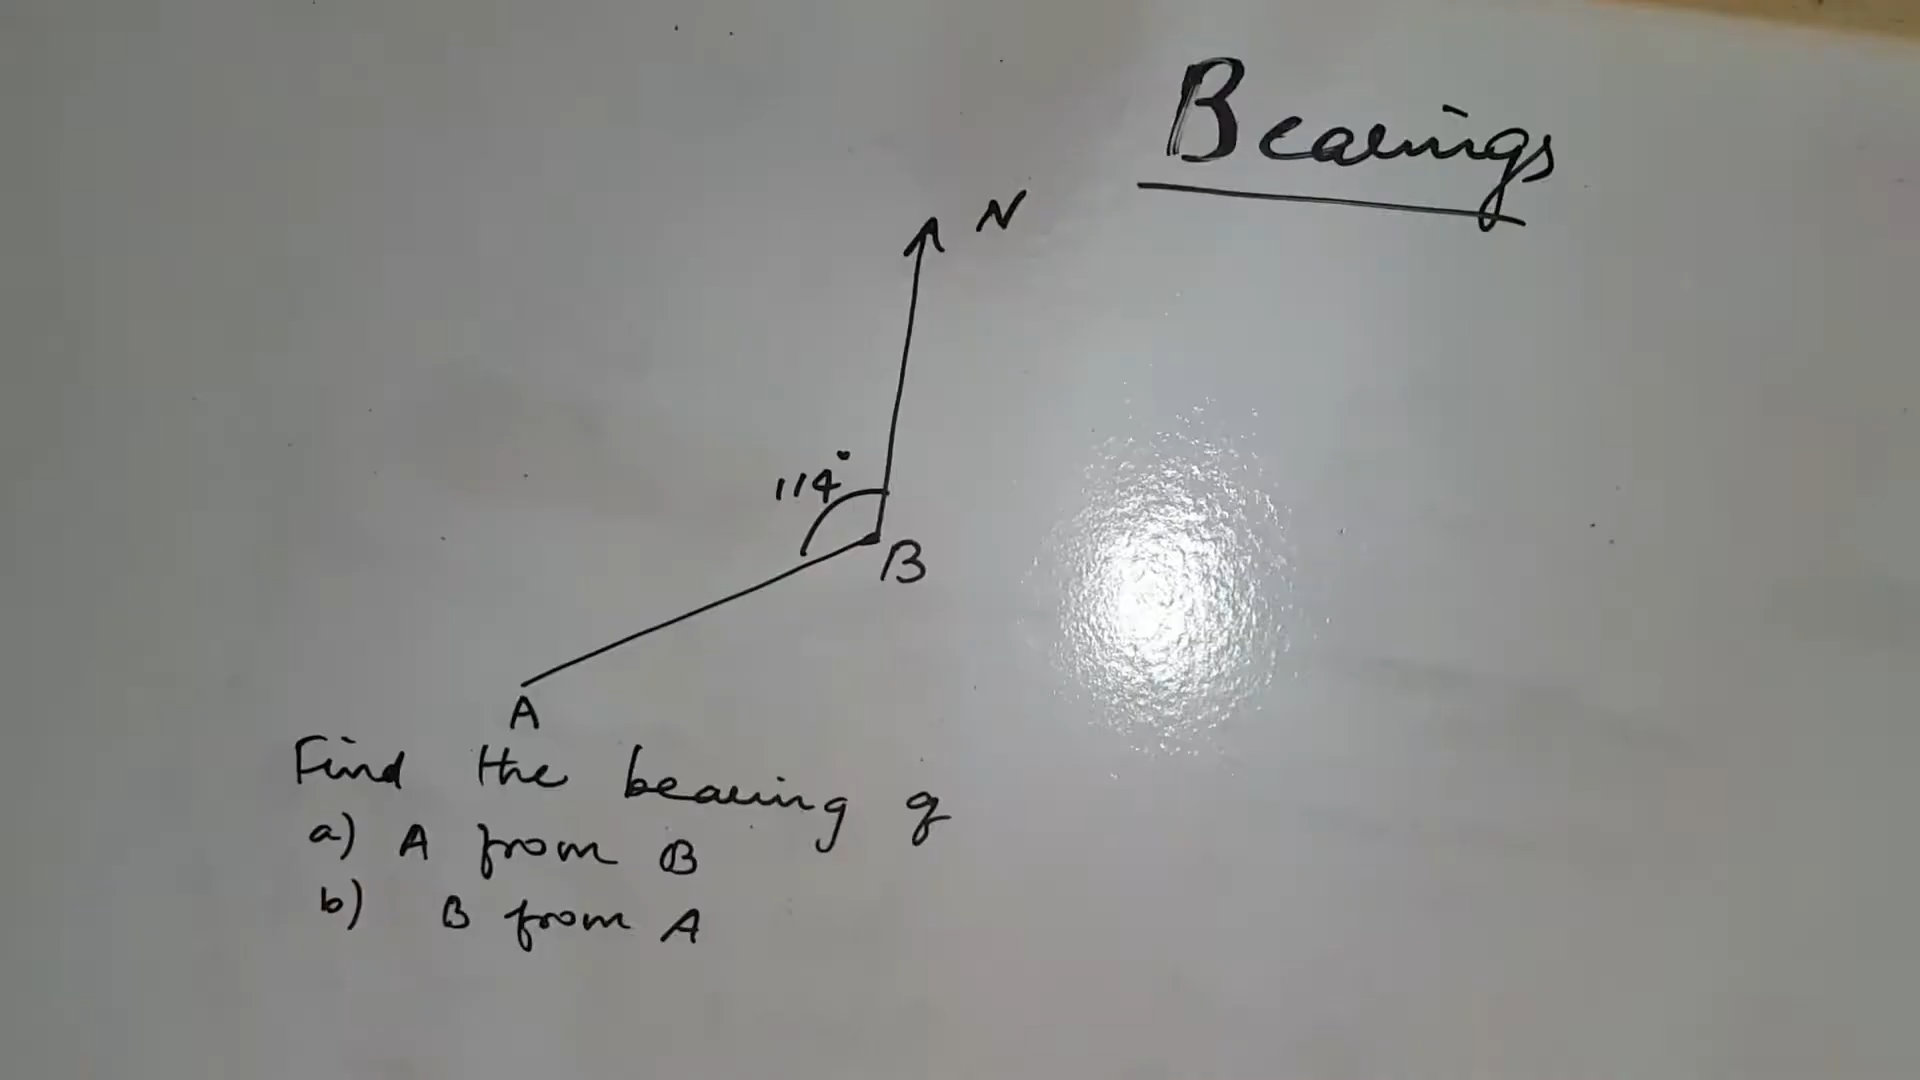 Bearings
N
114°
B
A
Find the bearing of
a) A from B
b) B from A